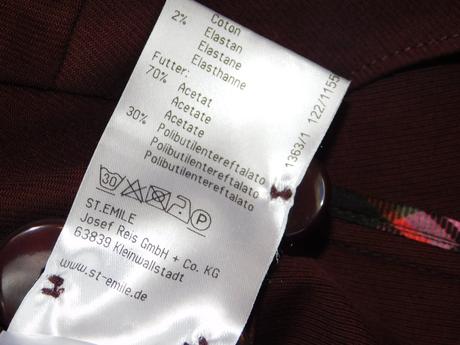 Coton
2% Elastan
Elastane
Elasthanne
Futter:
70% Acetat
Acetate
Acetate
30% Polibutilentereftalato
Polibutilentereftalato
Polibutilentereftalato
30 P
ST.EMILE
Josef Reis GmbH + Co. KG
63839 Kleinwallstadt
www.st-emile.de
1363/1 122/1155